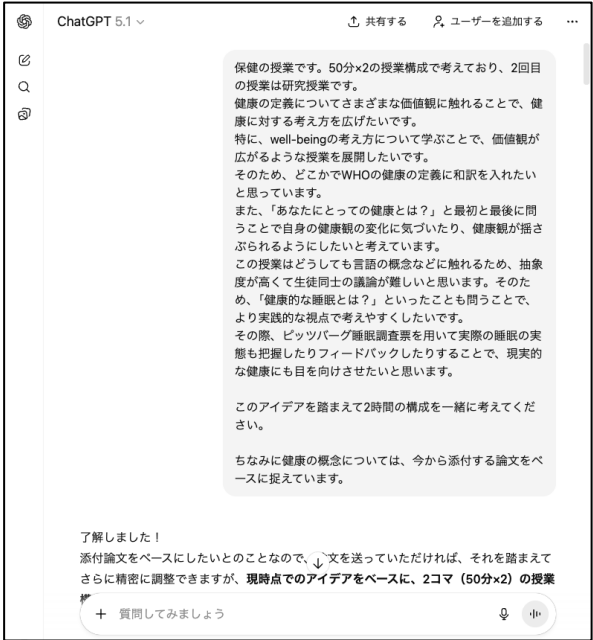 ChatGPT 5.1
共有する
ユーザーを追加する
保健の授業です。50分×2の授業構成で考えており、2回目
の授業は研究授業です。
健康の定義についてさまざまな価値観に触れることで、健
康に対する考え方を広げたいです。
特に、well-beingの考え方について学ぶことで、価値観が
広がるような授業を展開したいです。
そのため、どこかでWHOの健康の定義に和訳を入れたい
と思っています。
また、「あなたにとっての健康とは？」と最初と最後に問
うことで自身の健康観の変化に気づいたり、健康観が揺さ
ぶられるようにしたいと考えています。
この授業はどうしても言語の概念などに触れるため、抽象
度が高くて生徒同士の議論が難しいと思います。そのた
め、「健康的な睡眠とは？」といったことも問うことで、
より実践的な視点で考えやすくしたいです。
その際、ピッツバーグ睡眠調査票を用いて実際の睡眠の実
態も把握したりフィードバックしたりすることで、現実的
な健康にも目を向けさせたいと思います。
このアイデアを踏まえて2時間の構成を一緒に考えてくだ
さい。
ちなみに健康の概念については、今から添付する論文をベ
ースに捉えています。
了解しました！
添付論文をベースにしたいとのことなので、文を送っていただければ、それを踏まえて
さらに精密に調整できますが、現時点でのアイデアをベースに、2コマ（50分×2）の授業
質問してみましょう